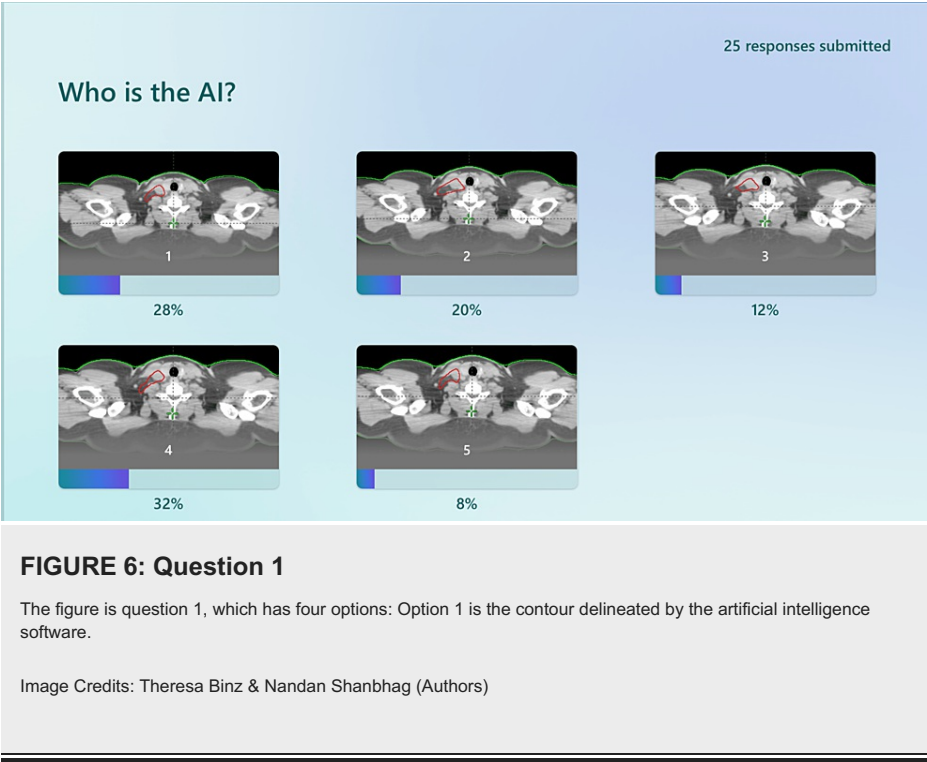 25 responses submitted
Who is the AI?
1
2
3
28%
20%
12%
4
5
32%
8%
FIGURE 6: Question 1
The figure is question 1, which has four options: Option 1 is the contour delineated by the artificial intelligence
software.
Image Credits: Theresa Binz & Nandan Shanbhag (Authors)